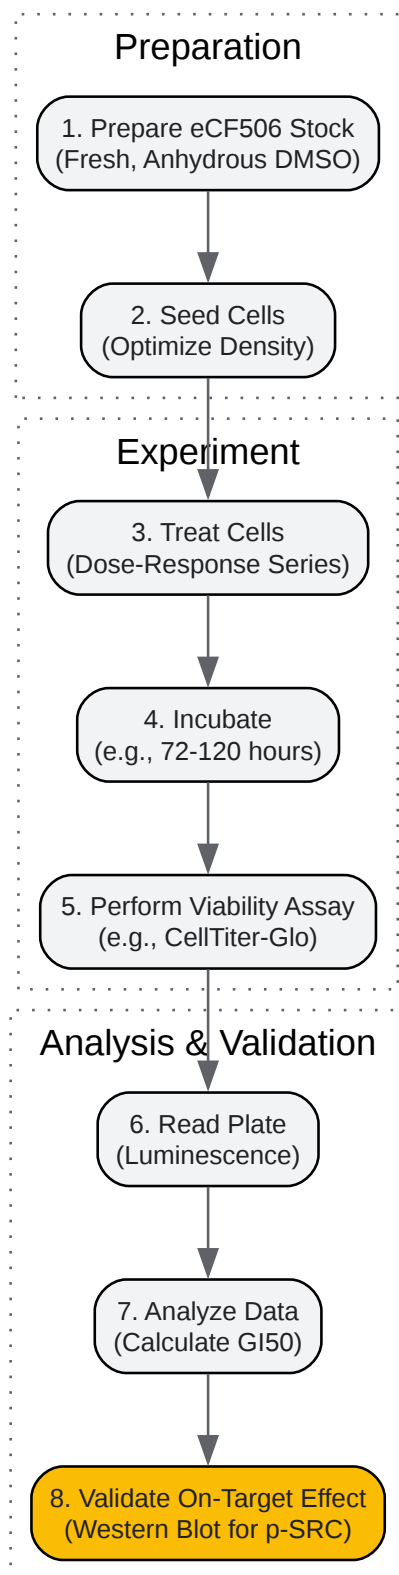 Preparation
1. Prepare eCF506 Stock
(Fresh, Anhydrous DMSO)
2. Seed Cells
(Optimize Density)
Experiment
3. Treat Cells
(Dose-Response Series)
4. Incubate
(e.g., 72-120 hours)
5. Perform Viability Assay
(e.g., CellTiter-Glo)
Analysis & Validation
6. Read Plate
(Luminescence)
7. Analyze Data
(Calculate GI50)
8. Validate On-Target Effect
(Western Blot for p-SRC)